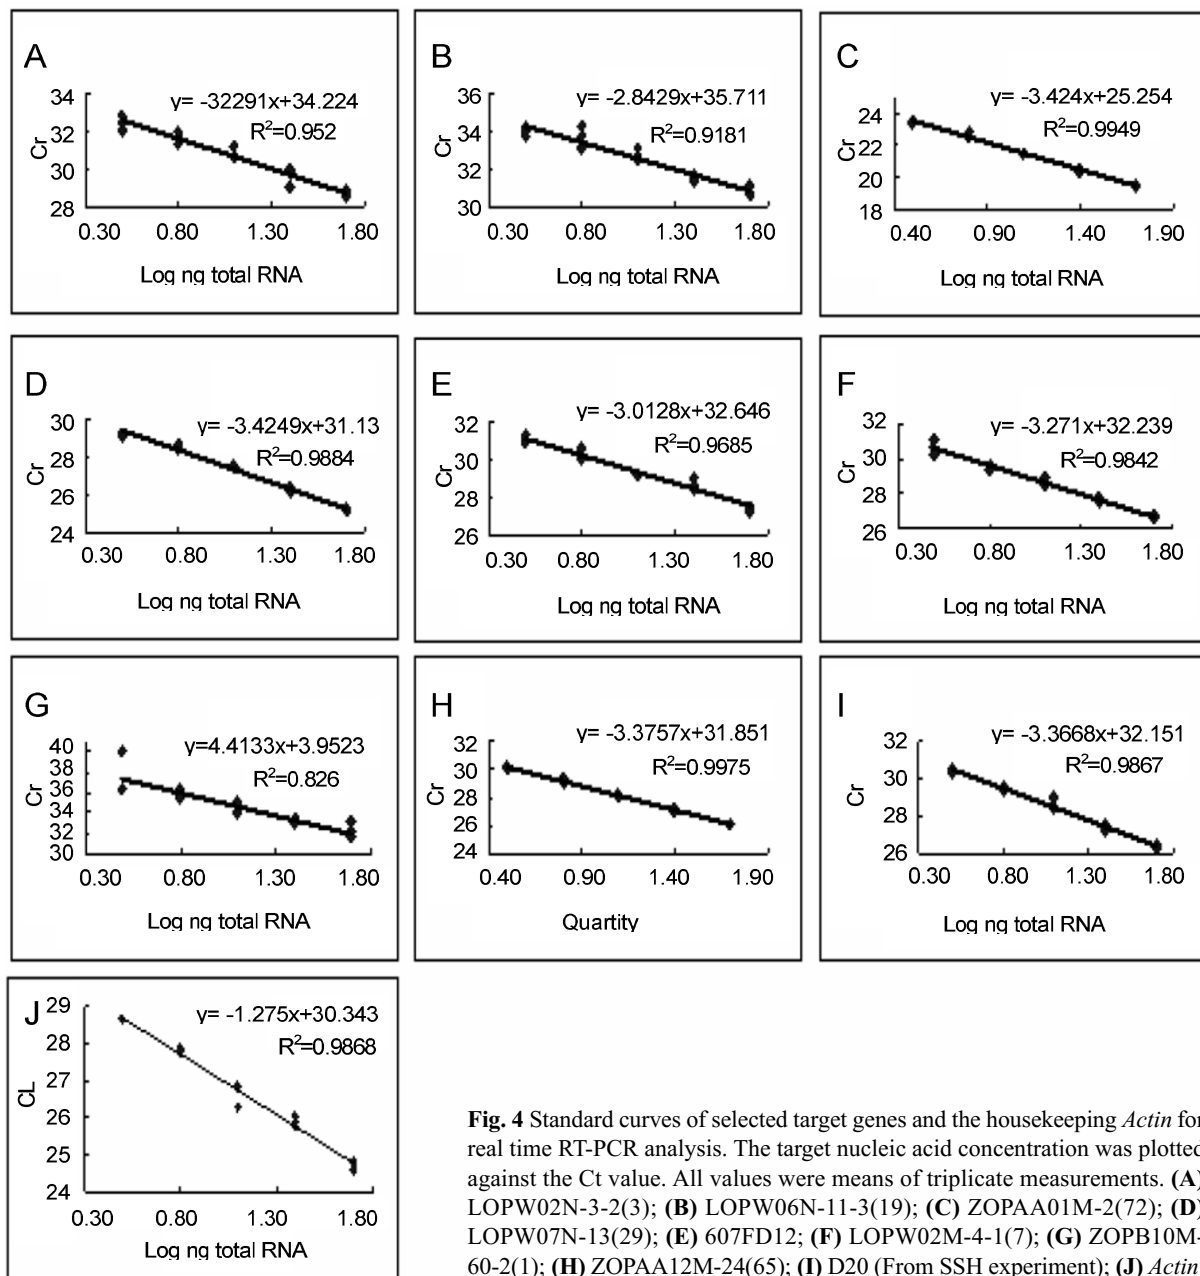 A
y= -32291x+34.224
R²=0.952
34
32
30
28
Cr
0.30 0.80 1.30 1.80
Log ng total RNA
B
y= -2.8429x+35.711
R²=0.9181
36
34
32
30
Cr
0.30 0.80 1.30 1.80
Log ng total RNA
C
y= -3.424x+25.254
R²=0.9949
24
22
20
18
Cr
0.40 0.90 1.40 1.90
Log ng total RNA
D
y= -3.4249x+31.13
R²=0.9884
30
28
26
24
Cr
0.30 0.80 1.30 1.80
Log ng total RNA
E
y= -3.0128x+32.646
R²=0.9685
32
30
28
26
Cr
0.30 0.80 1.30 1.80
Log ng total RNA
F
y= -3.271x+32.239
R²=0.9842
32
30
28
26
Cr
0.30 0.80 1.30 1.80
Log ng total RNA
G
y=4.4133x+3.9523
R²=0.826
40
38
36
34
32
30
Cr
0.30 0.80 1.30 1.80
Log ng total RNA
H
y= -3.3757x+31.851
R²=0.9975
32
30
28
26
24
Cr
0.40 0.90 1.40 1.90
Quartity
I
y= -3.3668x+32.151
R²=0.9867
32
30
28
26
Cr
0.30 0.80 1.30 1.80
Log ng total RNA
J
y= -1.275x+30.343
R²=0.9868
29
28
27
26
25
24
CL
0.30 0.80 1.30 1.80
Log ng total RNA
Fig. 4 Standard curves of selected target genes and the housekeeping Actin for
real time RT-PCR analysis. The target nucleic acid concentration was plotted
against the Ct value. All values were means of triplicate measurements. (A)
LOPW02N-3-2(3); (B) LOPW06N-11-3(19); (C) ZOPAA01M-2(72); (D)
LOPW07N-13(29); (E) 607FD12; (F) LOPW02M-4-1(7); (G) ZOPB10M-
60-2(1); (H) ZOPAA12M-24(65); (I) D20 (From SSH experiment); (J) Actin